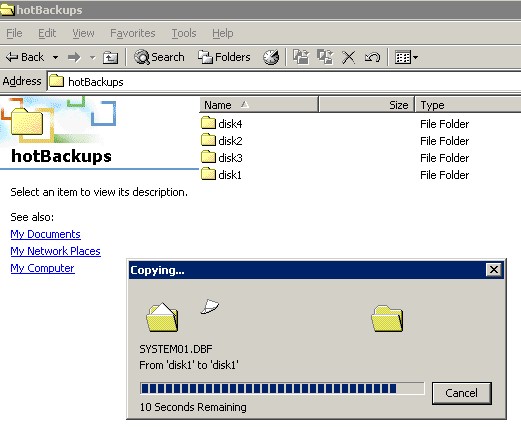 hotBackups
File Edit View Favorites Tools Help
Back Search Folders
Address hotBackups
Name Size Type
disk4 File Folder
disk2 File Folder
disk3 File Folder
disk1 File Folder
hotBackups
Select an item to view its description.
See also:
My Documents
My Network Places
My Computer
Copying...
SYSTEM01.DBF
From 'disk1' to 'disk1'
Cancel
10 Seconds Remaining